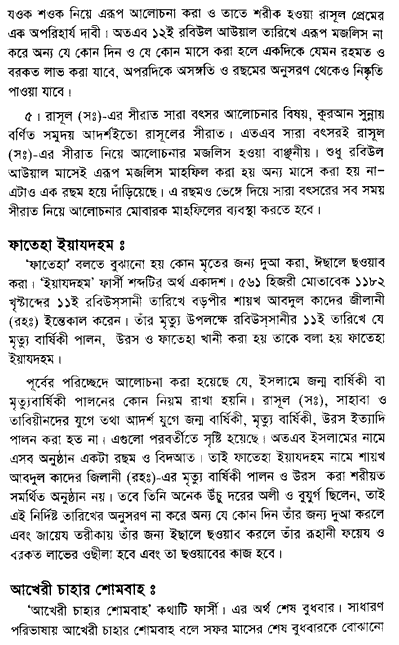 যওক শওক নিয়ে এরূপ আলোচনা করা ও তাতে শরীক হওয়া রাসূল প্রেমের
এক অপরিহার্য দাবী। অতএব ১২ই রবিউল আউয়াল তারিখে এরূপ মজলিস না
করে অন্য যে কোন দিন ও যে কোন মাসে করা হলে একদিকে যেমন রহমত ও
বরকত লাভ করা যাবে, অপরদিকে অসঙ্গতি ও রছমের অনুসরণ থেকেও নিষ্কৃতি
পাওয়া যাবে।
৫। রাসূল (সঃ)-এর সীরাত সারা বৎসর আলোচনার বিষয়, কুরআন সুন্নায়
বর্ণিত সমুদয় আদর্শইতো রাসূলের সীরাত। এতএব সারা বৎসরই রাসূল
(সঃ)-এর সীরাত নিয়ে আলোচনার মজলিস হওয়া বাঞ্ছনীয়। শুধু রবিউল
আউয়াল মাসেই এরূপ মজলিস মাহফিল করা হয় অন্য মাসে করা হয় না–
এটাও এক রছম হয়ে দাঁড়িয়েছে। এ রছমও ভেঙ্গে দিয়ে সারা বৎসরের সব সময়
সীরাত নিয়ে আলোচনার মোবারক মাহফিলের ব্যবস্থা করতে হবে।
ফাতেহা ইয়াযদহম ঃ
'ফাতেহা' বলতে বুঝানো হয় কোন মৃতের জন্য দুআ করা, ঈছালে ছওয়াব
করা। 'ইয়াযদহম' ফার্সী শব্দটির অর্থ একাদশ। ৫৬১ হিজরী মোতাবেক ১১৮২
খৃস্টাব্দের ১১ই রবিউসসানী তারিখে বড়পীর শায়খ আবদুল কাদের জীলানী
(রহঃ) ইন্তেকাল করেন। তাঁর মৃত্যু উপলক্ষে রবিউসসানীর ১১ই তারিখে যে
মৃত্যু বার্ষিকী পালন, উরস ও ফাতেহা খানী করা হয় তাকে বলা হয় ফাতেহা
ইয়াযদহম।
পূর্বের পরিচ্ছেদে আলোচনা করা হয়েছে যে, ইসলামে জন্ম বার্ষিকী বা
মৃত্যুবার্ষিকী পালনের কোন নিয়ম রাখা হয়নি। রাসূল (সঃ), সাহাবা ও
তাবিয়ীনদের যুগে তথা আদর্শ যুগে জন্ম বার্ষিকী, মৃত্যু বার্ষিকী, উরস ইত্যাদি
পালন করা হত না। এগুলো পরবর্তীতে সৃষ্টি হয়েছে। অতএব ইসলামের নামে
এসব অনুষ্ঠান একটা রছম ও বিদআত। তাই ফাতেহা ইয়াযদহম নামে শায়খ
আবদুল কাদের জিলানী (রহঃ)-এর মৃত্যু বার্ষিকী পালন ও উরস করা শরীয়ত
সমর্থিত অনুষ্ঠান নয়। তবে তিনি অনেক উঁচু দরের অলী ও বুযুর্গ ছিলেন, তাই
এই নির্দিষ্ট তারিখের অনুসরণ না করে অন্য যে কোন দিন তাঁর জন্য দুআ করলে
এবং জায়েয তরীকায় তাঁর জন্য ইছালে ছওয়াব করলে তাঁর রূহানী ফয়েয ও
বরকত লাভের ওছীলা হবে এবং তা ছওয়াবের কাজ হবে।
আখেরী চাহার শোমবাহ ঃ
'আখেরী চাহার শোমবাহ' কথাটি ফার্সী। এর অর্থ শেষ বুধবার। সাধারণ
পরিভাষায় আখেরী চাহার শোমবাহ বলে সফর মাসের শেষ বুধবারকে বোঝানো